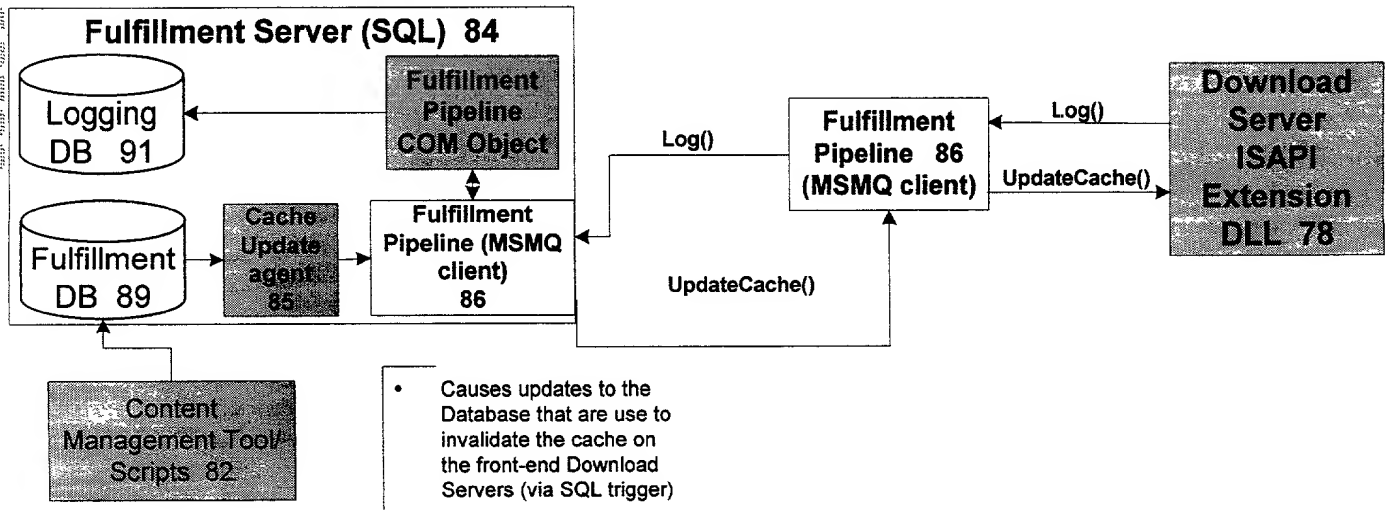 Fulfillment Server (SQL) 84
Logging
DB 91
Fulfillment
Pipeline
COM Object
Fulfillment
DB 89
Cache
Update
agent
85
Fulfillment
Pipeline (MSMQ
client)
86
Log()
UpdateCache()
Fulfillment
Pipeline 86
(MSMQ client)
Log()
UpdateCache()
Download
Server
ISAPI
Extension
DLL 78
Content
Management Tool/
Scripts 82
• Causes updates to the
Database that are use to
invalidate the cache on
the front-end Download
Servers (via SQL trigger)